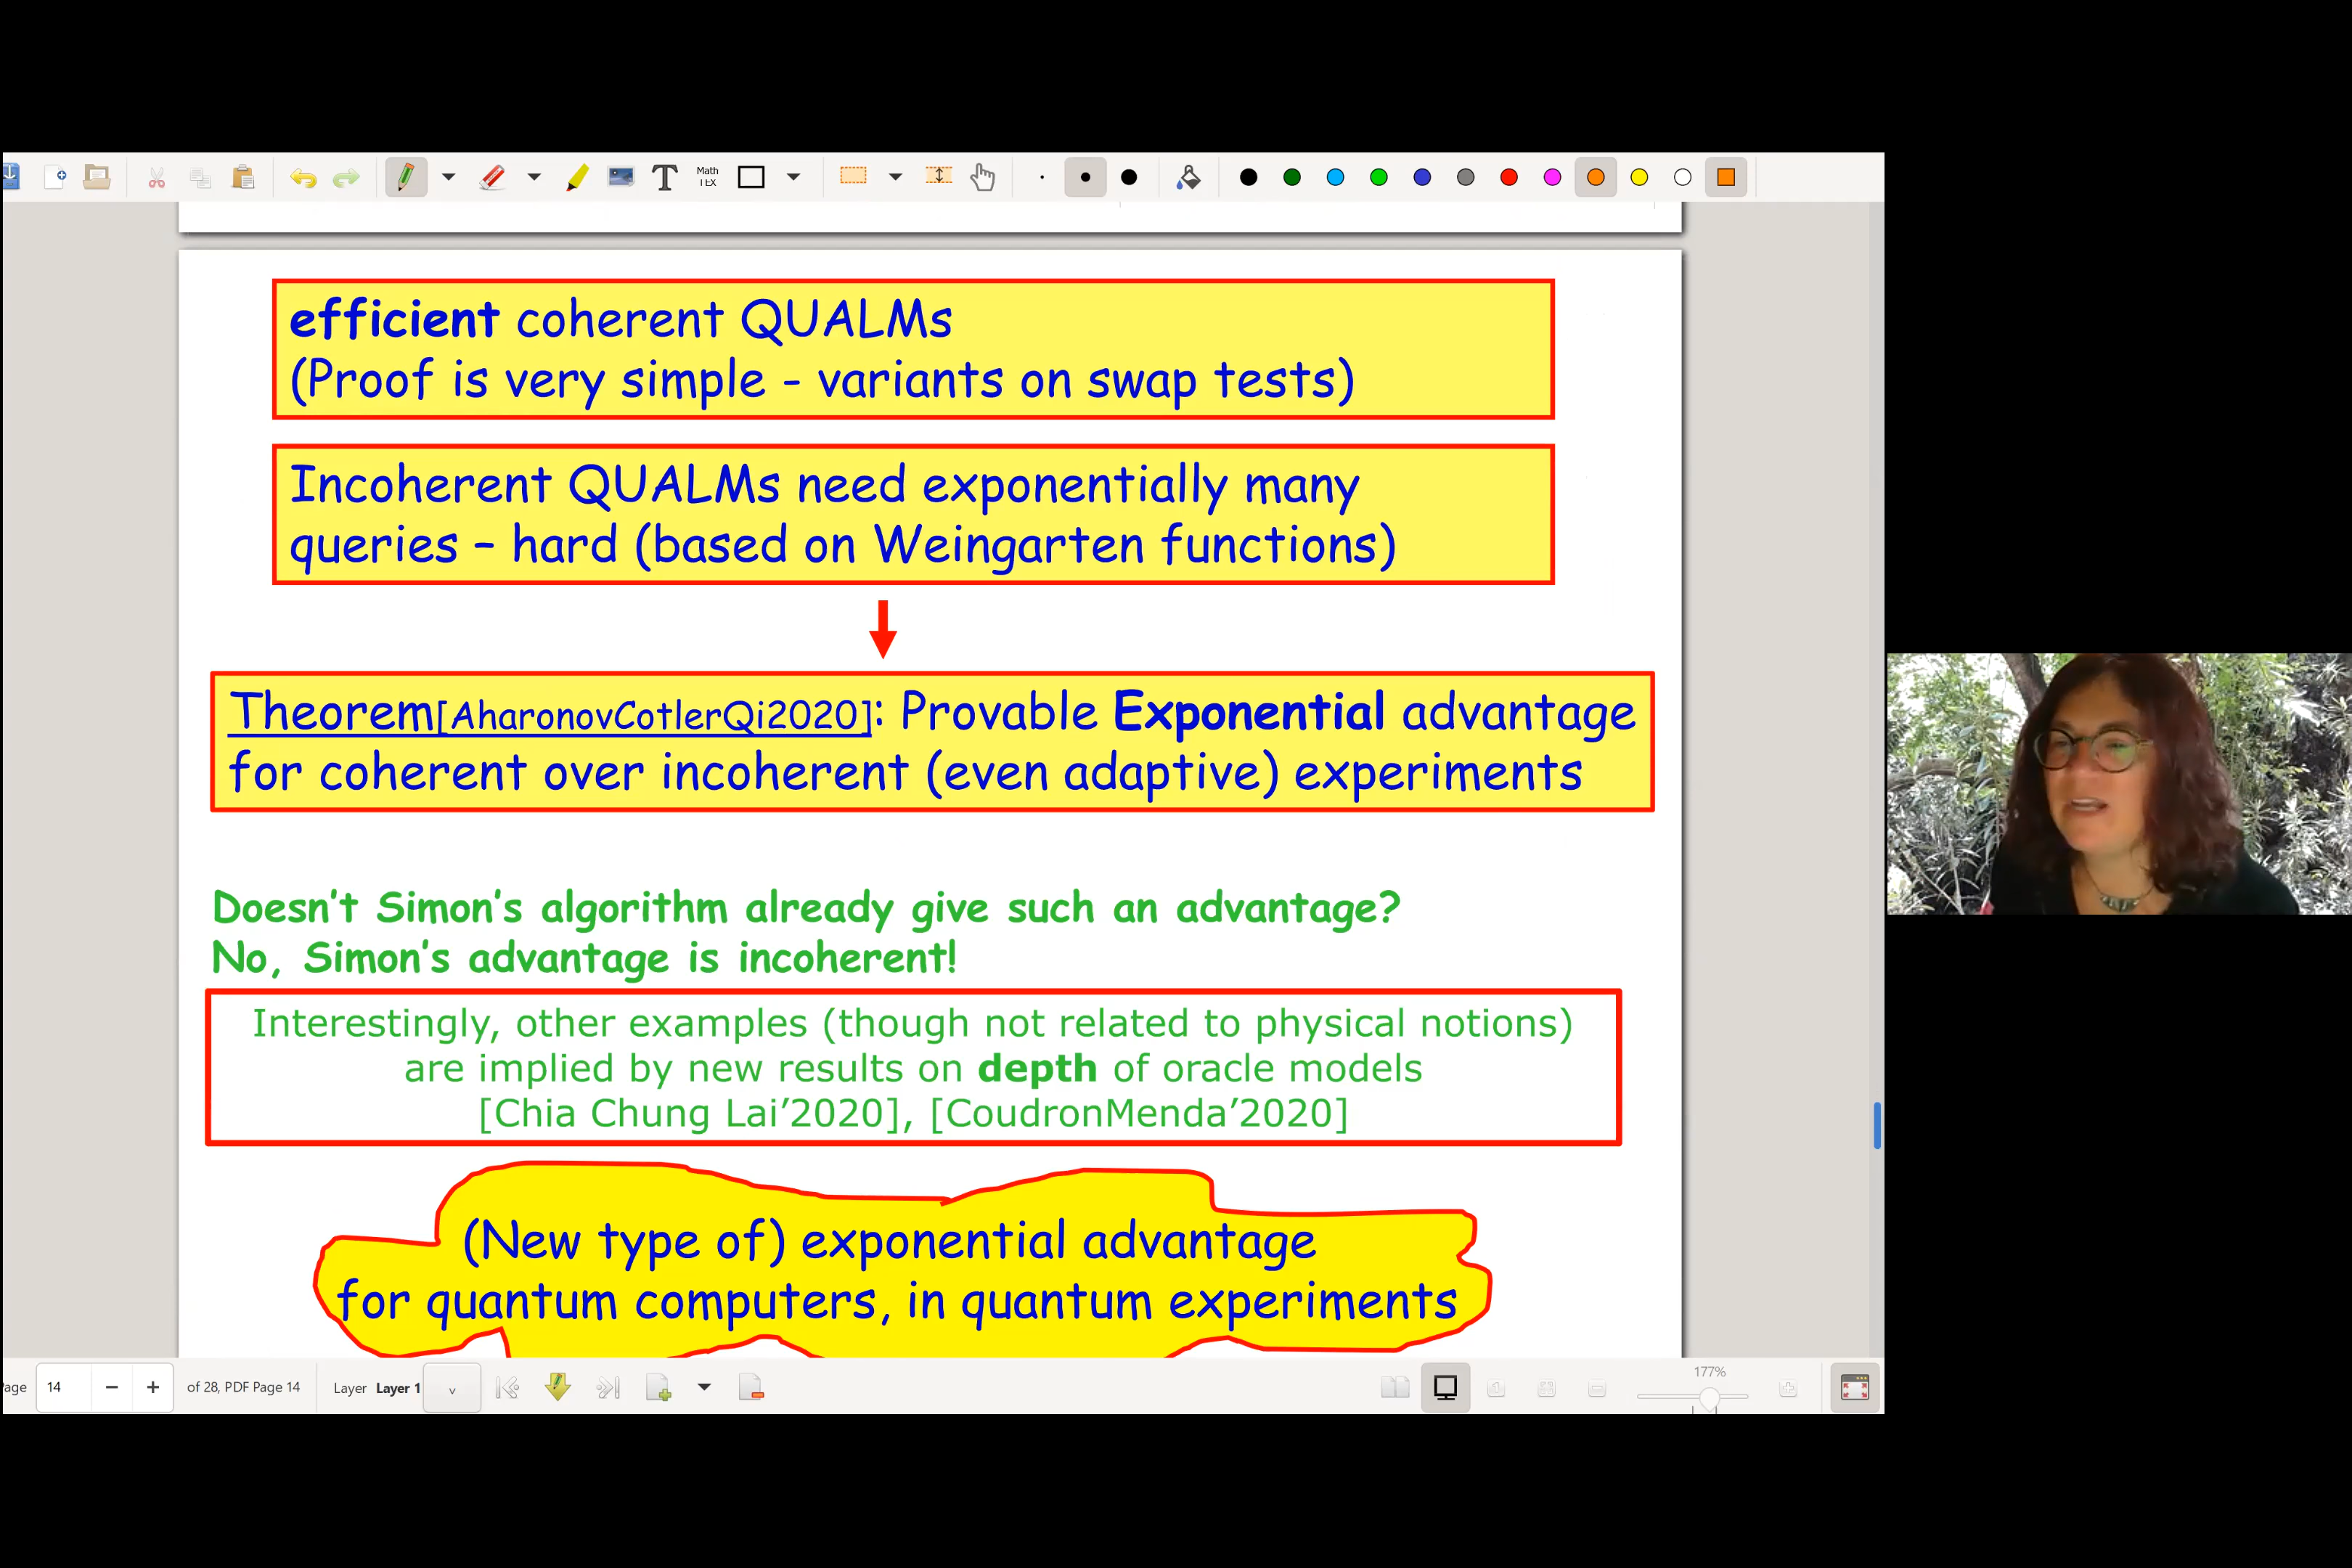 Math
TEX
efficient coherent QUALMs
(Proof is very simple - variants on swap tests)
Incoherent QUALMs need exponentially many
queries – hard (based on Weingarten functions)
Theorem[AharonovCotlerQi2020]: Provable Exponential advantage
for coherent over incoherent (even adaptive) experiments
Doesn't Simon's algorithm already give such an advantage?
No, Simon's advantage is incoherent!
Interestingly, other examples (though not related to physical notions)
are implied by new results on depth of oracle models
[Chia Chung Lai'2020], [CoudronMenda'2020]
(New type of) exponential advantage
for quantum computers, in quantum experiments
age 14 of 28, PDF Page 14 Layer Layer 1 177%